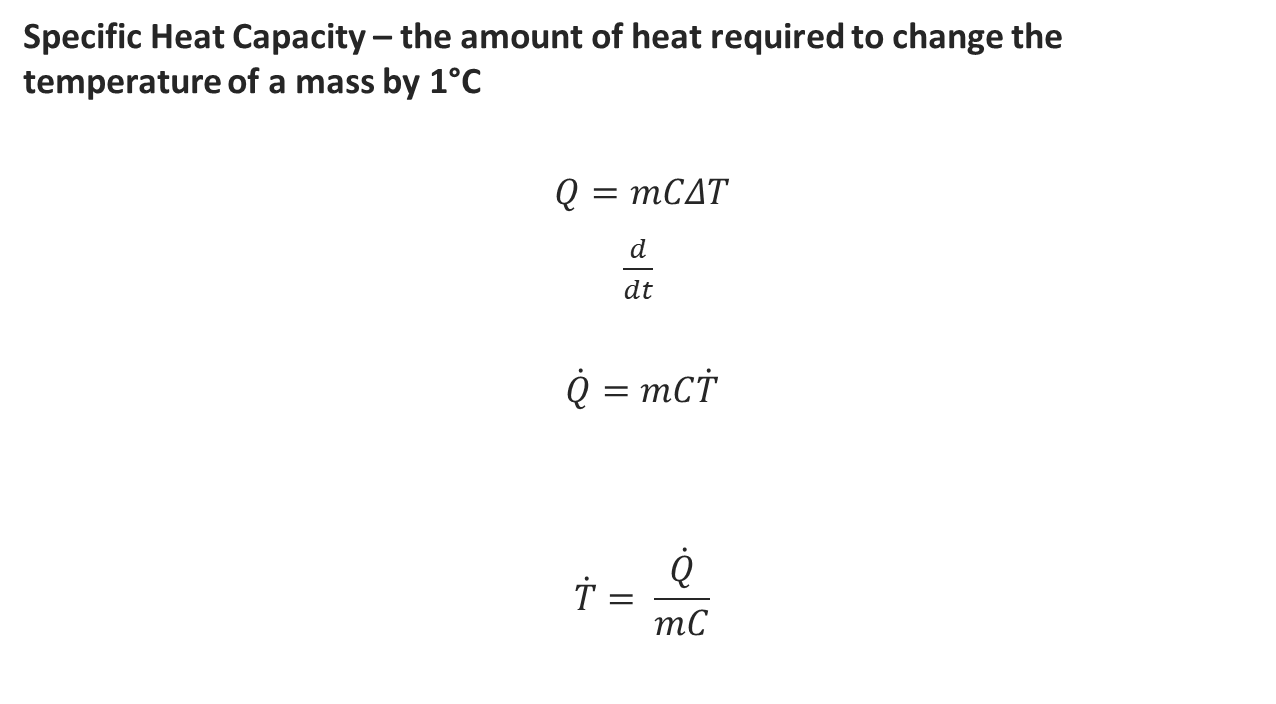 Specific Heat Capacity – the amount of heat required to change the
temperature of a mass by 1°C
Q = mCΔT
d
dt
Q̇ = mCṪ
Ṫ = Q̇
mC